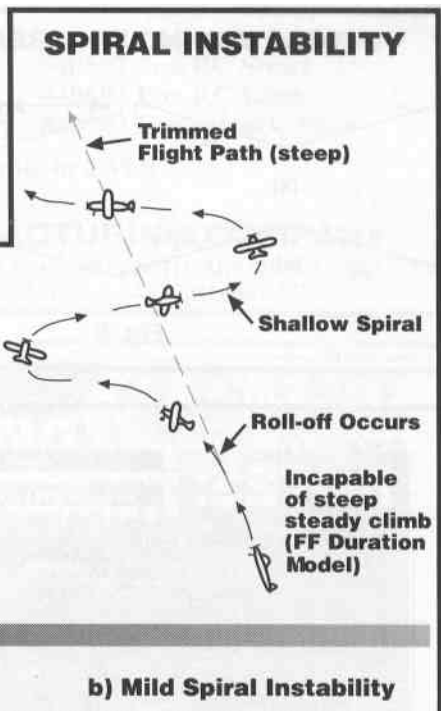 SPIRAL INSTABILITY
Trimmed
Flight Path (steep)
Shallow Spiral
Roll-off Occurs
Incapable
of steep
steady climb
(FF Duration
Model)
b) Mild Spiral Instability